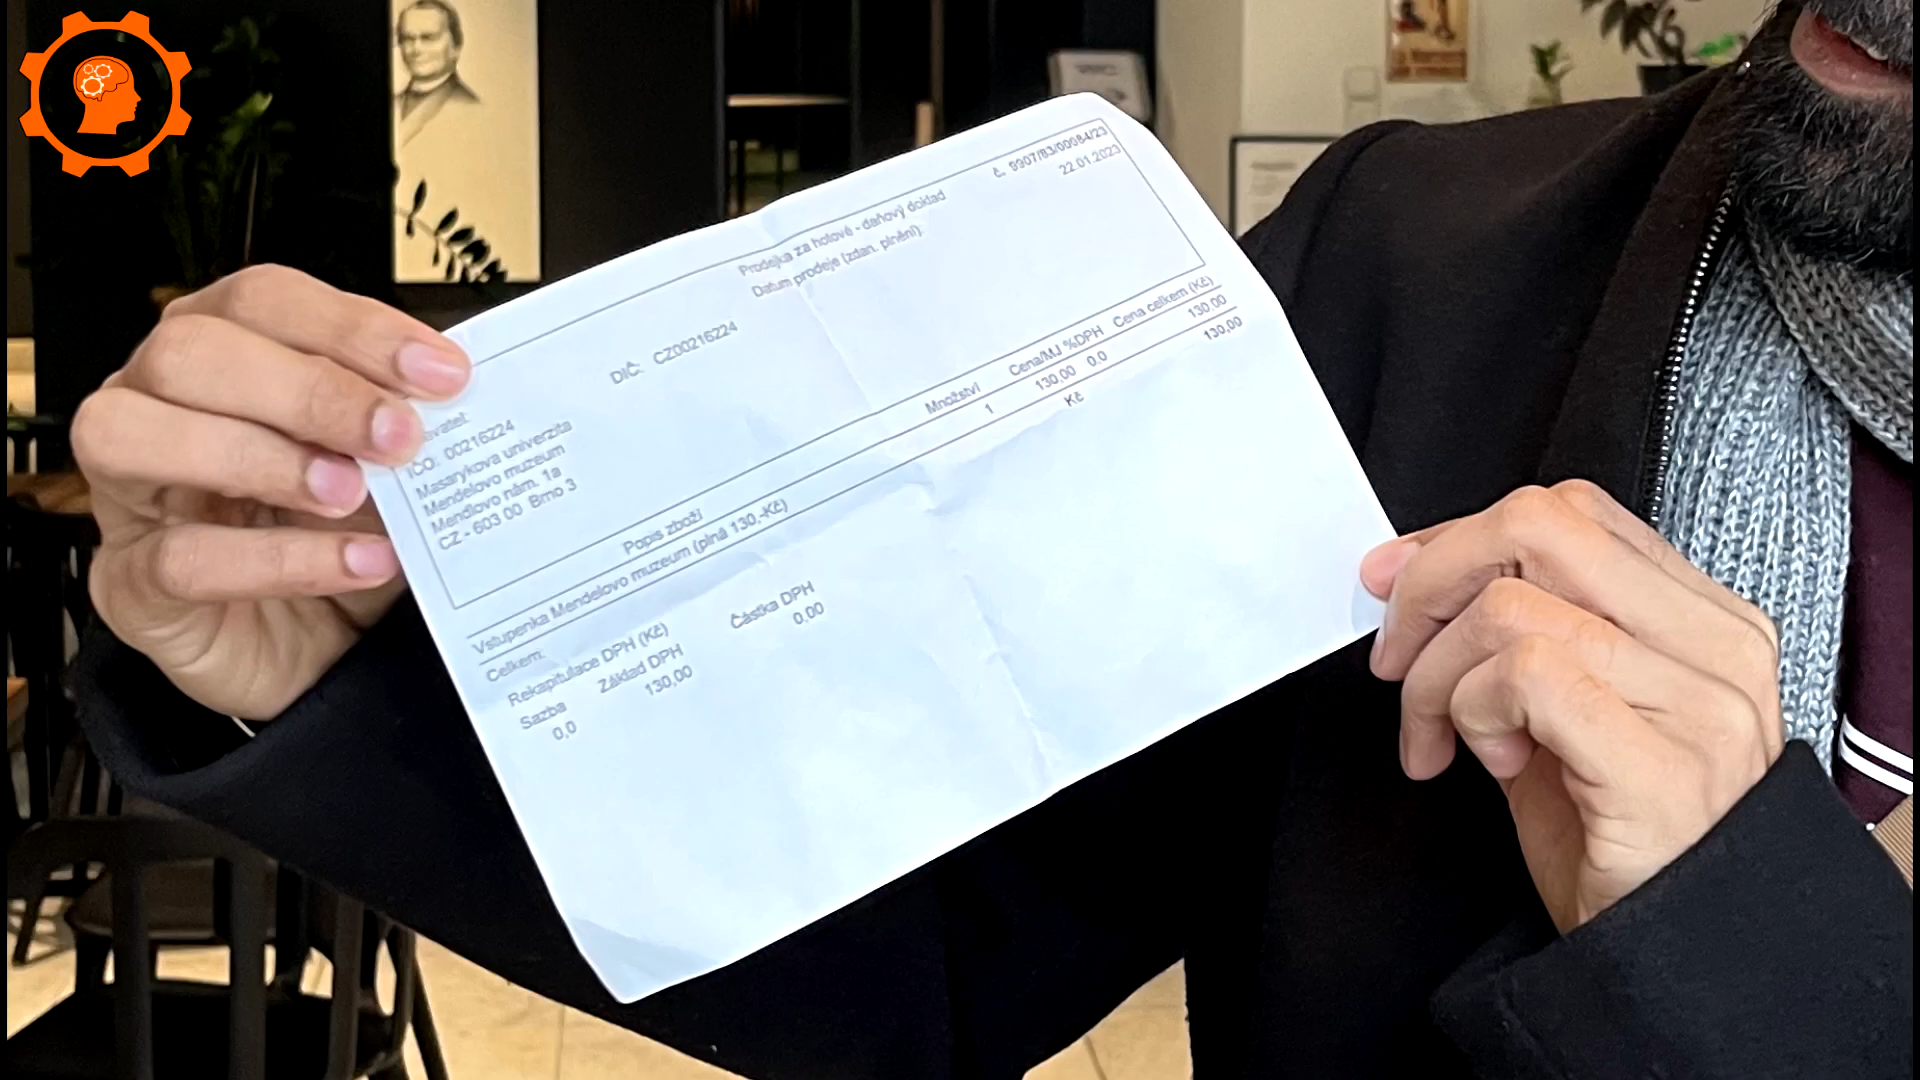 č. 9907/83/00084/23
Prodejka za hotové - daňový doklad
22.01.2023
Datum prodeje (zdan. plnění):
DIČ: CZ00216224
IČO: 00216224
Masarykova univerzita
Mendelovo muzeum
Mendlovo nám. 1a
CZ - 603 00 Brno 3
Popis zboží Množství Cena/MJ %DPH Cena celkem (Kč)
Vstupenka Mendelovo muzeum (plná 130,-Kč) 1 130,00 0.0 130.00
Celkem: Kč 130,00
Rekapitulace DPH (Kč)
Sazba Základ DPH Částka DPH
0,0 130,00 0,00